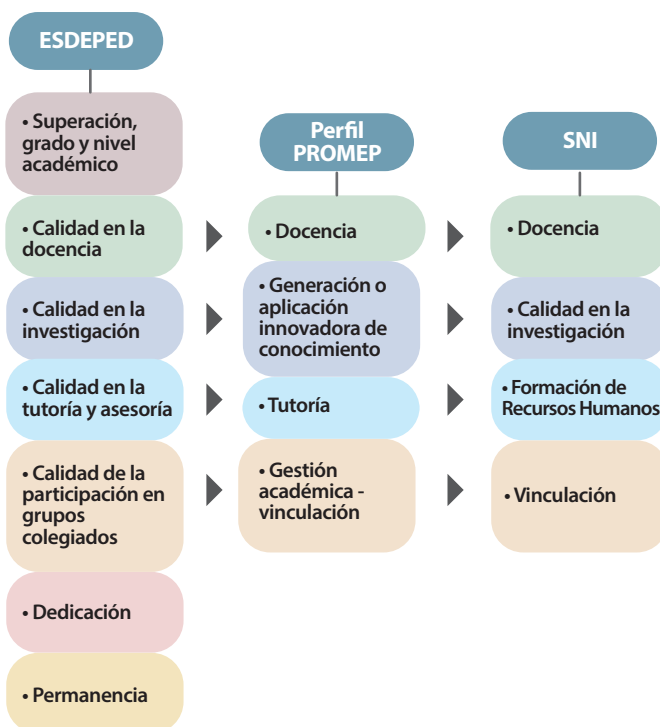 ESDEPED
• Superación,
grado y nivel
académico
• Calidad en la
docencia
• Calidad en la
investigación
• Calidad en la
tutoría y asesoría
• Calidad de la
participación en
grupos
colegiados
• Dedicación
• Permanencia
Perfil
PROMEP
• Docencia
• Generación o
aplicación
innovadora de
conocimiento
• Tutoría
• Gestión
académica -
vinculación
SNI
• Docencia
• Calidad en la
investigación
• Formación de
Recursos Humanos
• Vinculación